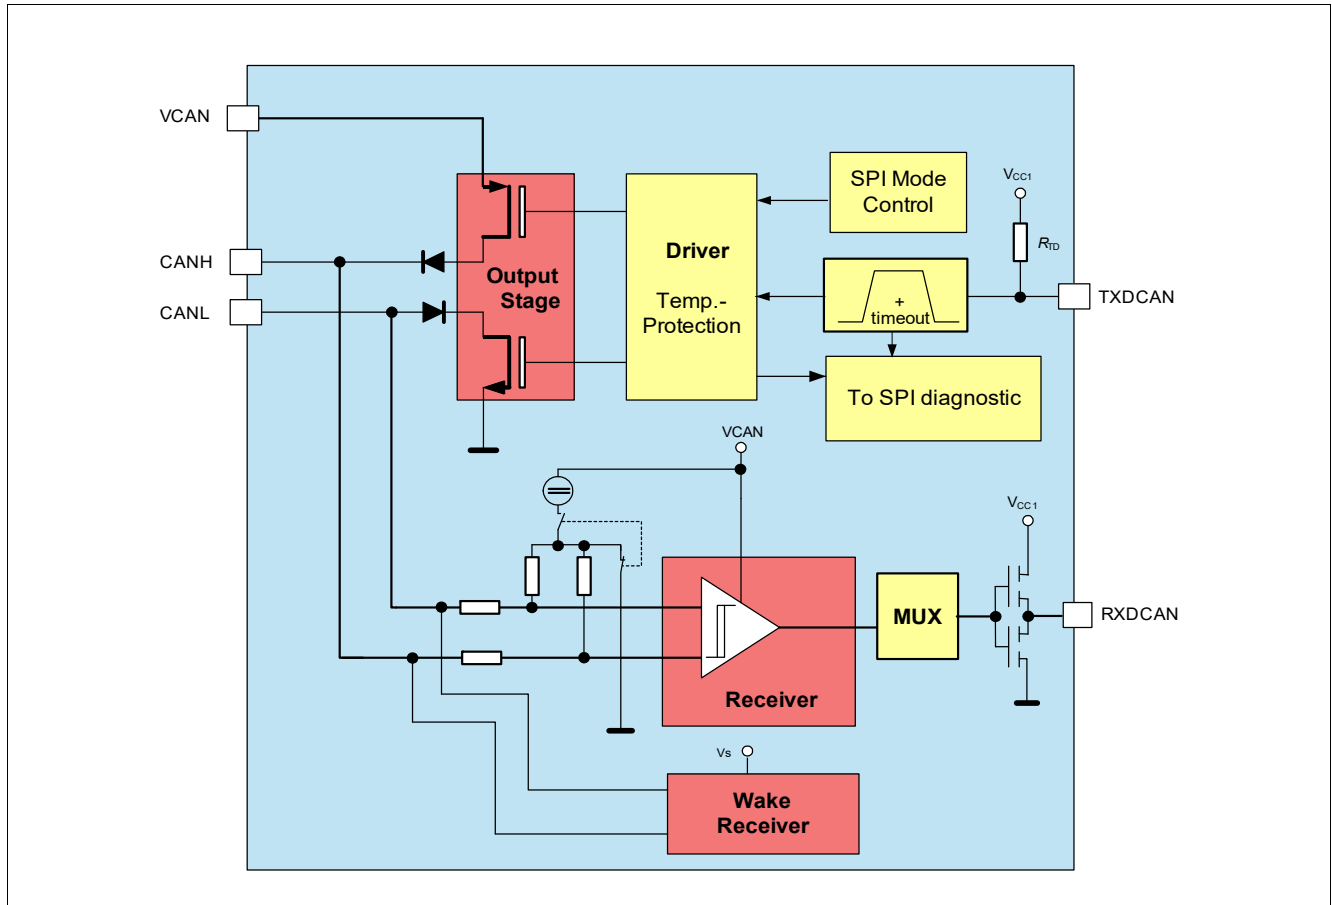 VCAN
SPI Mode
Control
VCC1
RTD
Driver
CANH
Output
Stage
Temp.-
Protection
+
timeout
TXDCAN
CANL
To SPI diagnostic
VCAN
VCC1
MUX
RXDCAN
Receiver
Vs
Wake
Receiver